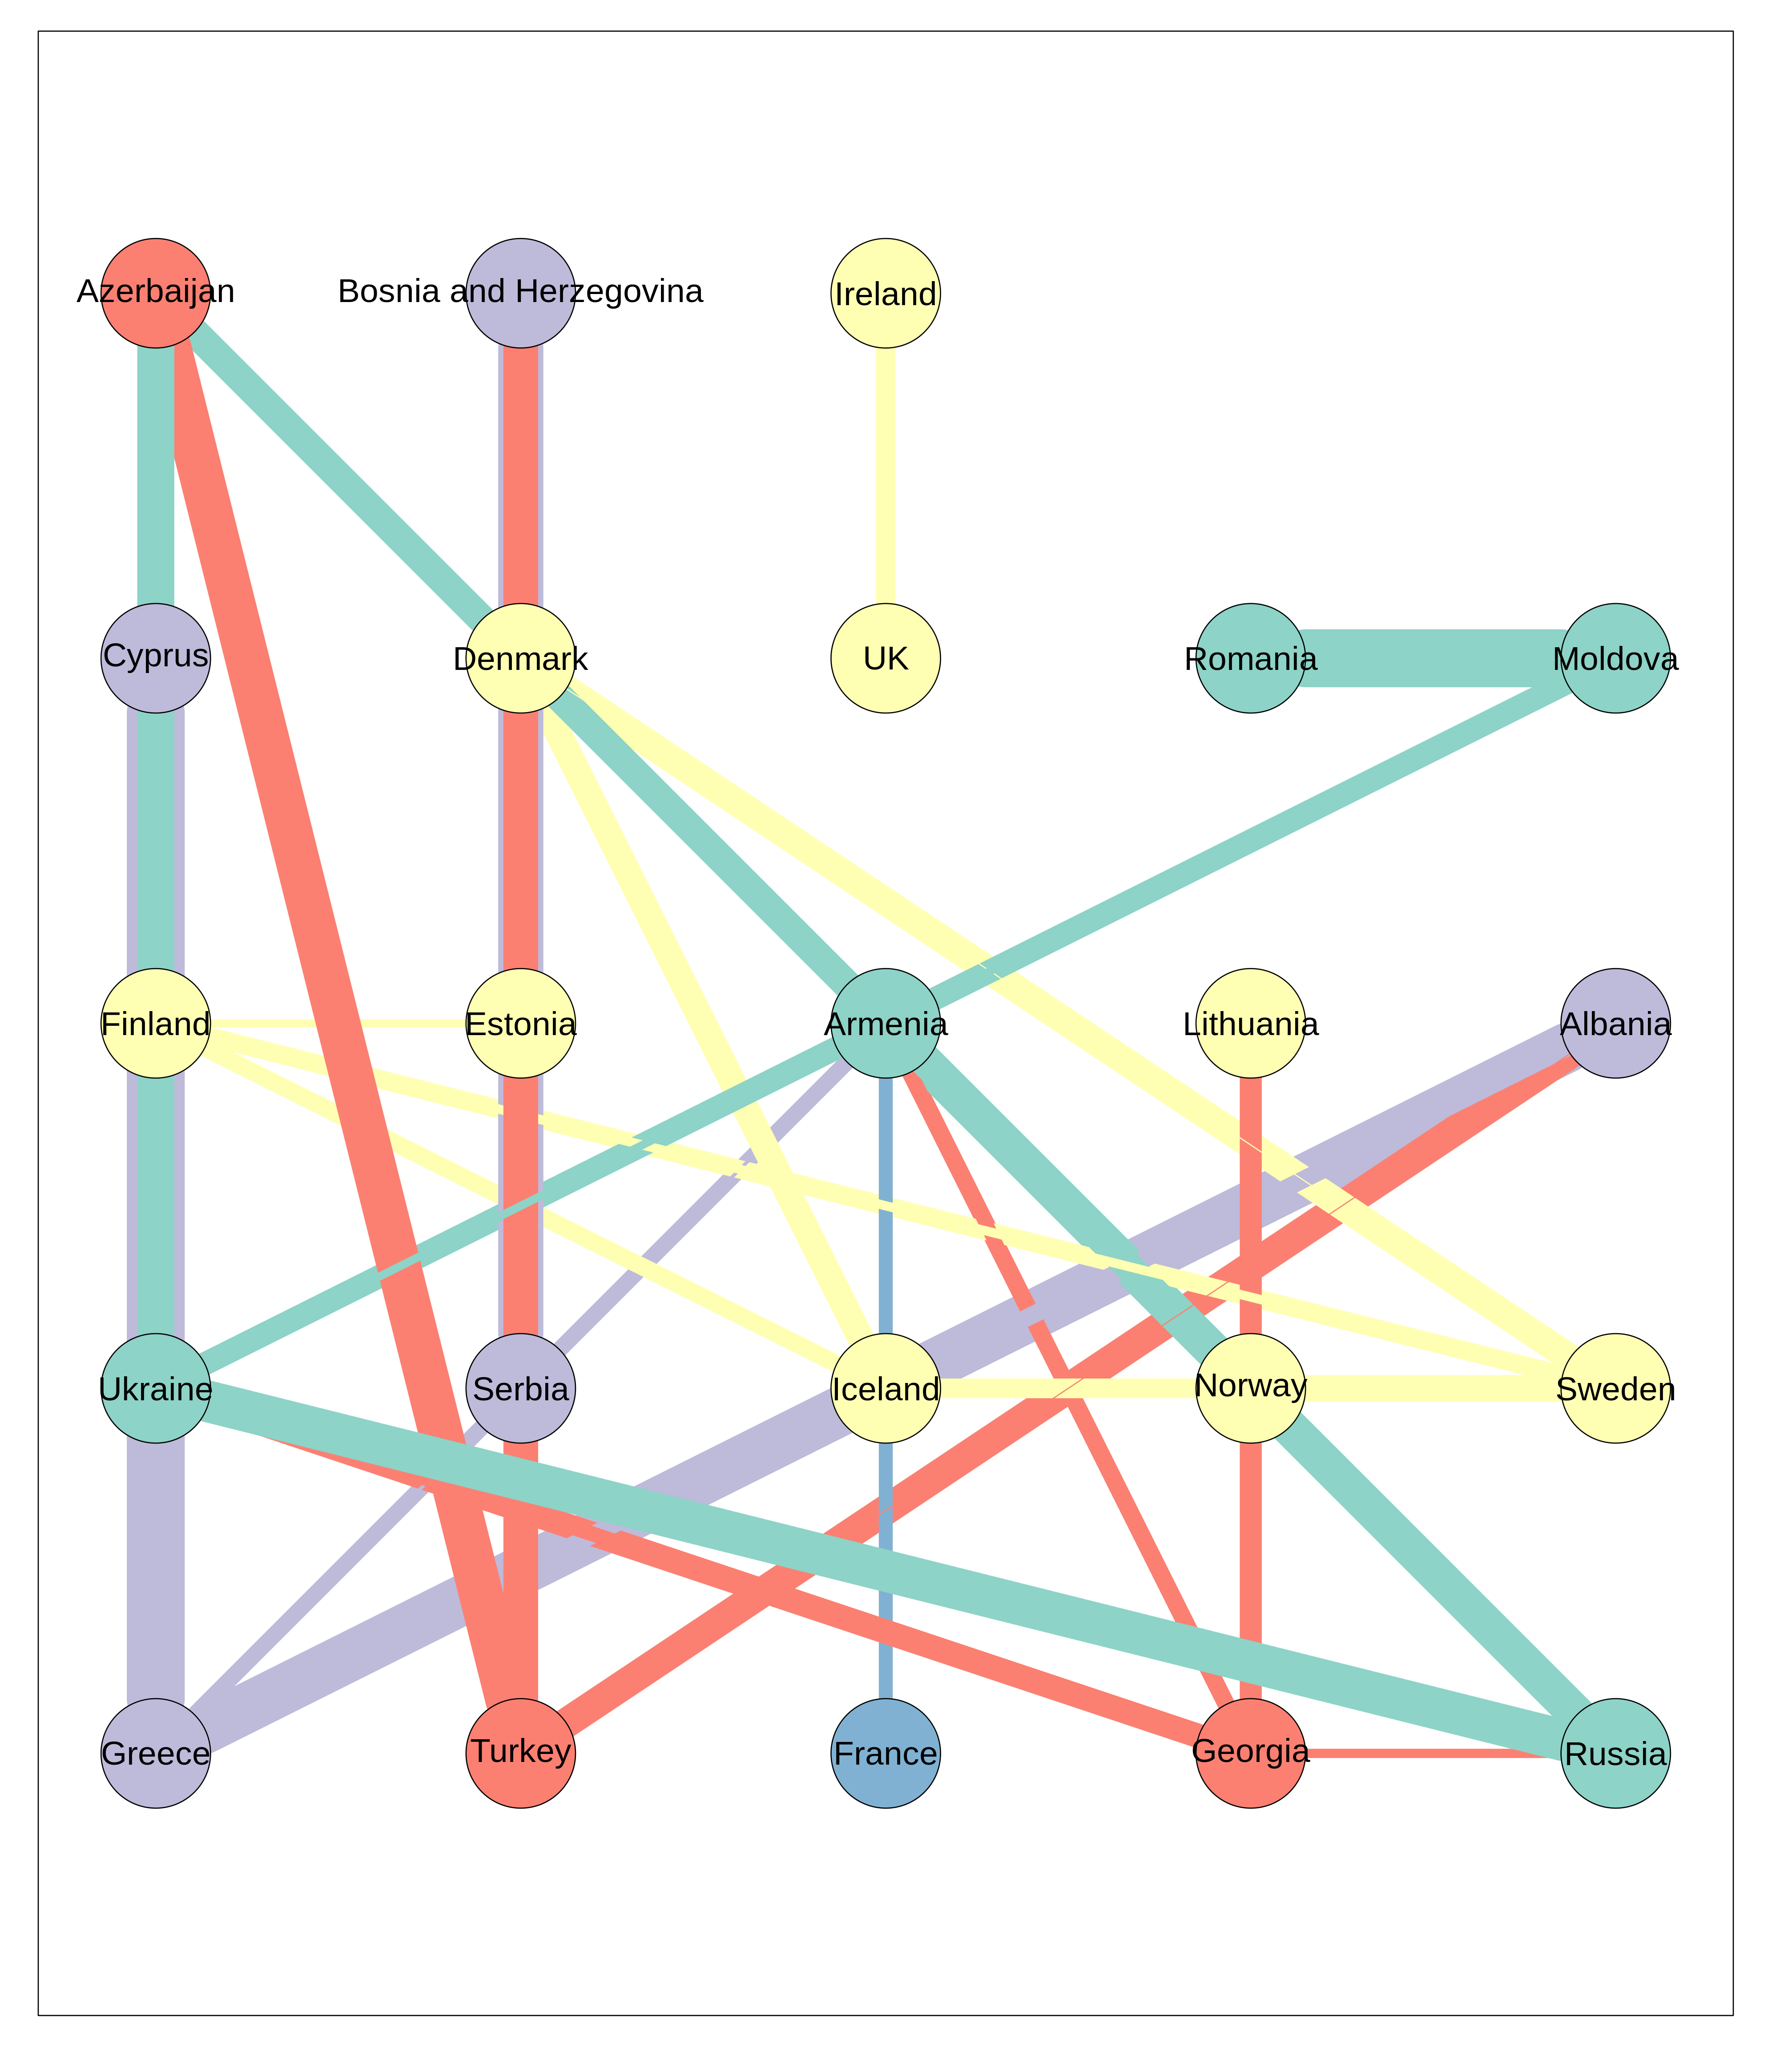 Azerbaijan
Bosnia and Herzegovina
Ireland
Cyprus
Denmark
UK
Romania
Moldova
Finland
Estonia
Armenia
Lithuania
Albania
Ukraine
Serbia
Iceland
Norway
Sweden
Greece
Turkey
France
Georgia
Russia